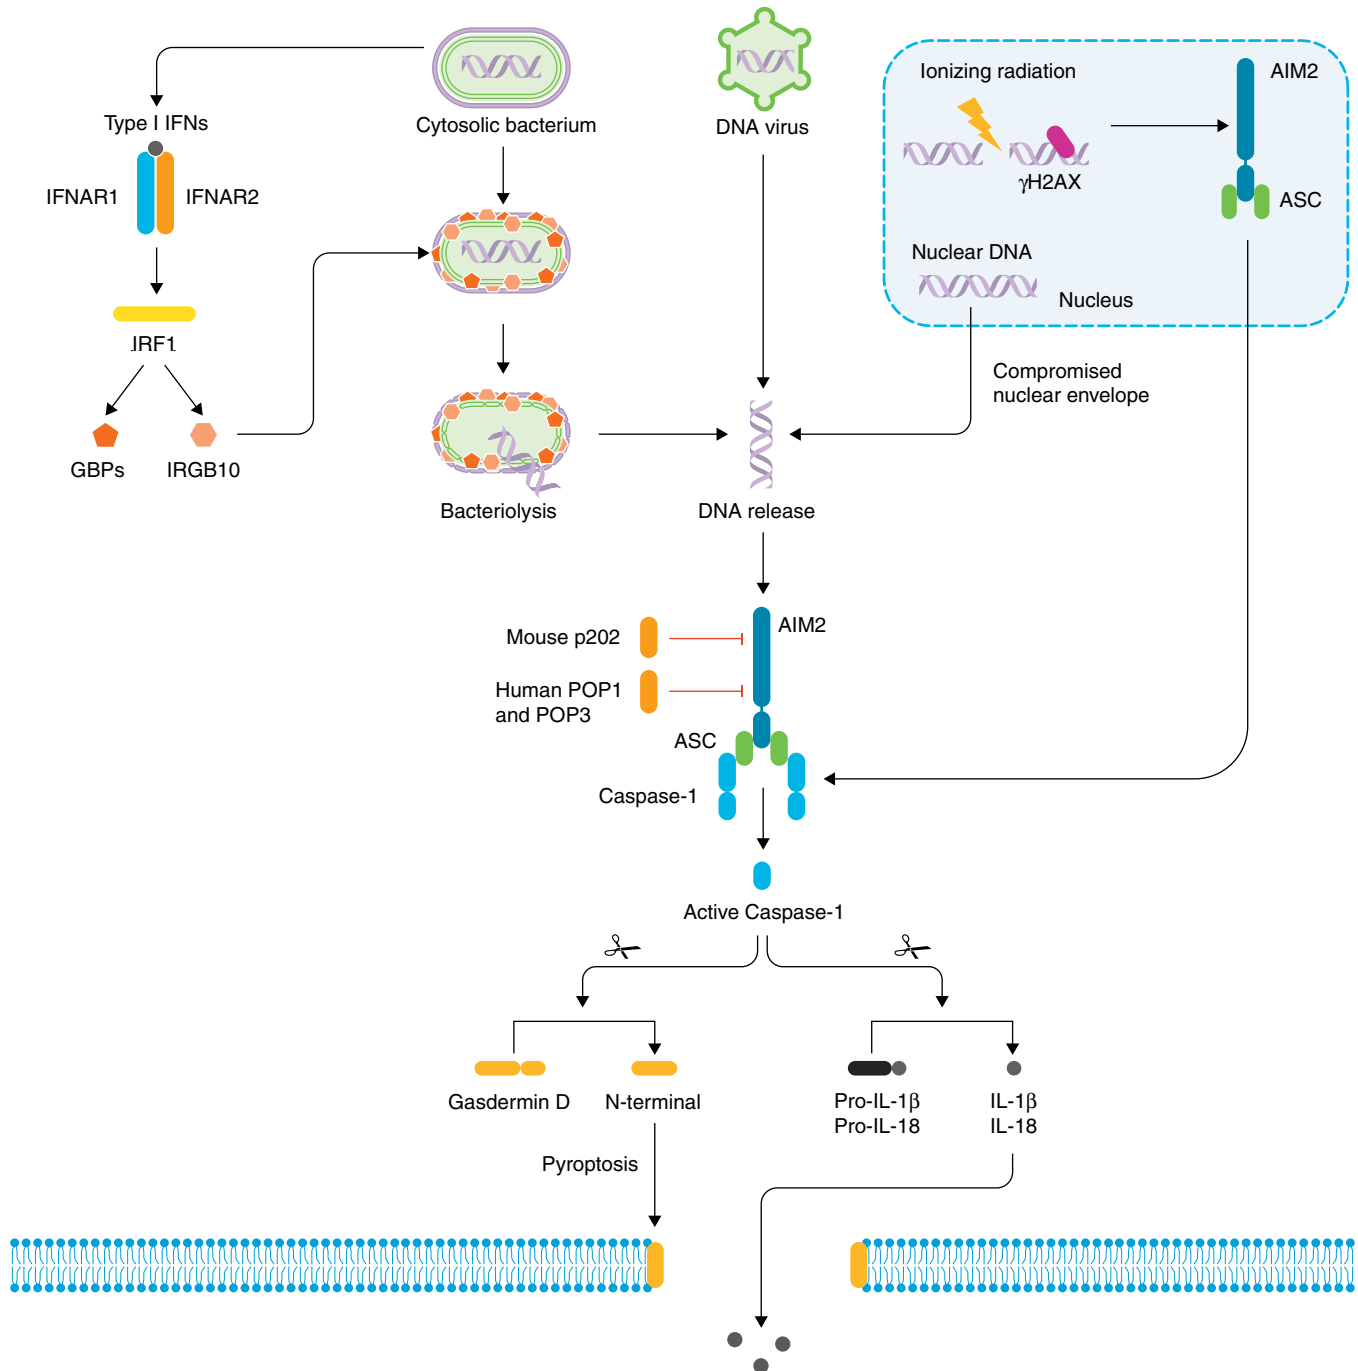 Type I IFNs
IFNAR1
IFNAR2
IRF1
GBPs
IRGB10
Cytosolic bacterium
Bacteriolysis
DNA virus
DNA release
Ionizing radiation
γH2AX
AIM2
ASC
Nuclear DNA
Nucleus
Compromised
nuclear envelope
Mouse p202
Human POP1
and POP3
AIM2
ASC
Caspase-1
Active Caspase-1
Gasdermin D
N-terminal
Pro-IL-1β
Pro-IL-18
IL-1β
IL-18
Pyroptosis